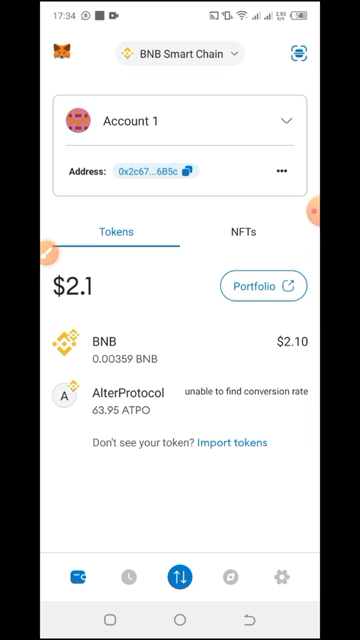 17:34
BNB Smart Chain
Account 1
Address: 0x2c67...6B5c
Tokens
NFTs
$2.1
Portfolio
BNB
$2.10
0.00359 BNB
A
AlterProtocol
unable to find conversion rate
63.95 ATPO
Don't see your token? Import tokens